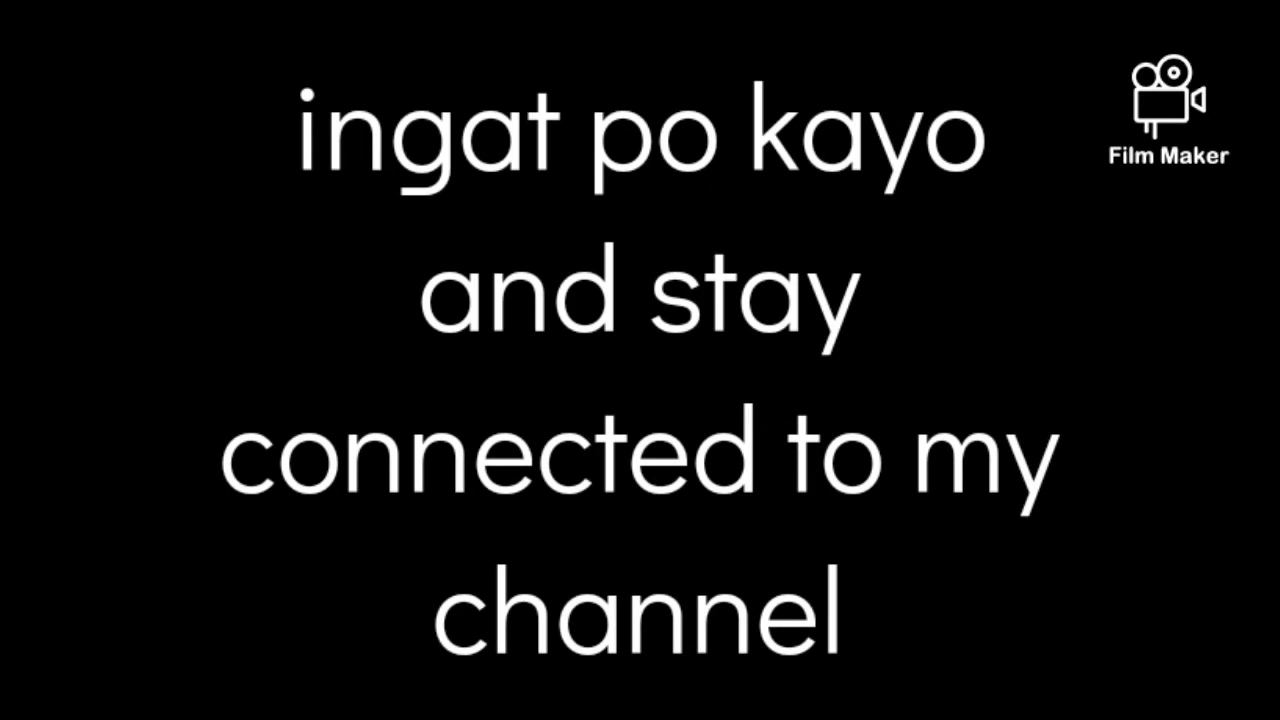 ingat po kayo
Film Maker
and stay
connected to my
channel